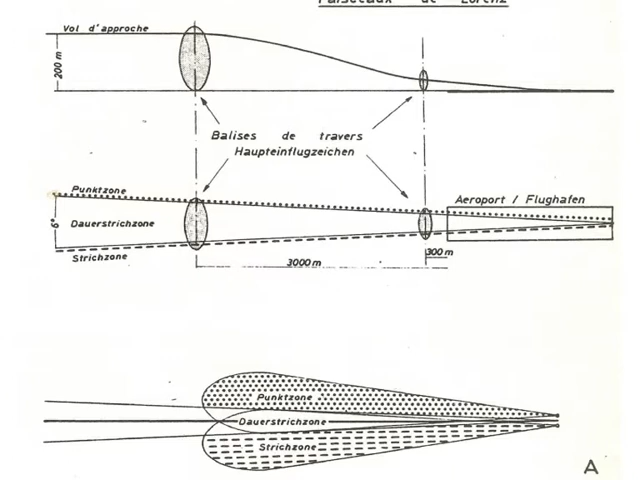 Faisceaux de Lorenz
Vol d'approche
200 m
Balises de travers
Haupteinflugzeichen
Punktzone
Aeroport / Flughafen
6°
Dauerstrichzone
Strichzone
300 m
3000 m
Punktzone
Dauerstrichzone
Strichzone
A